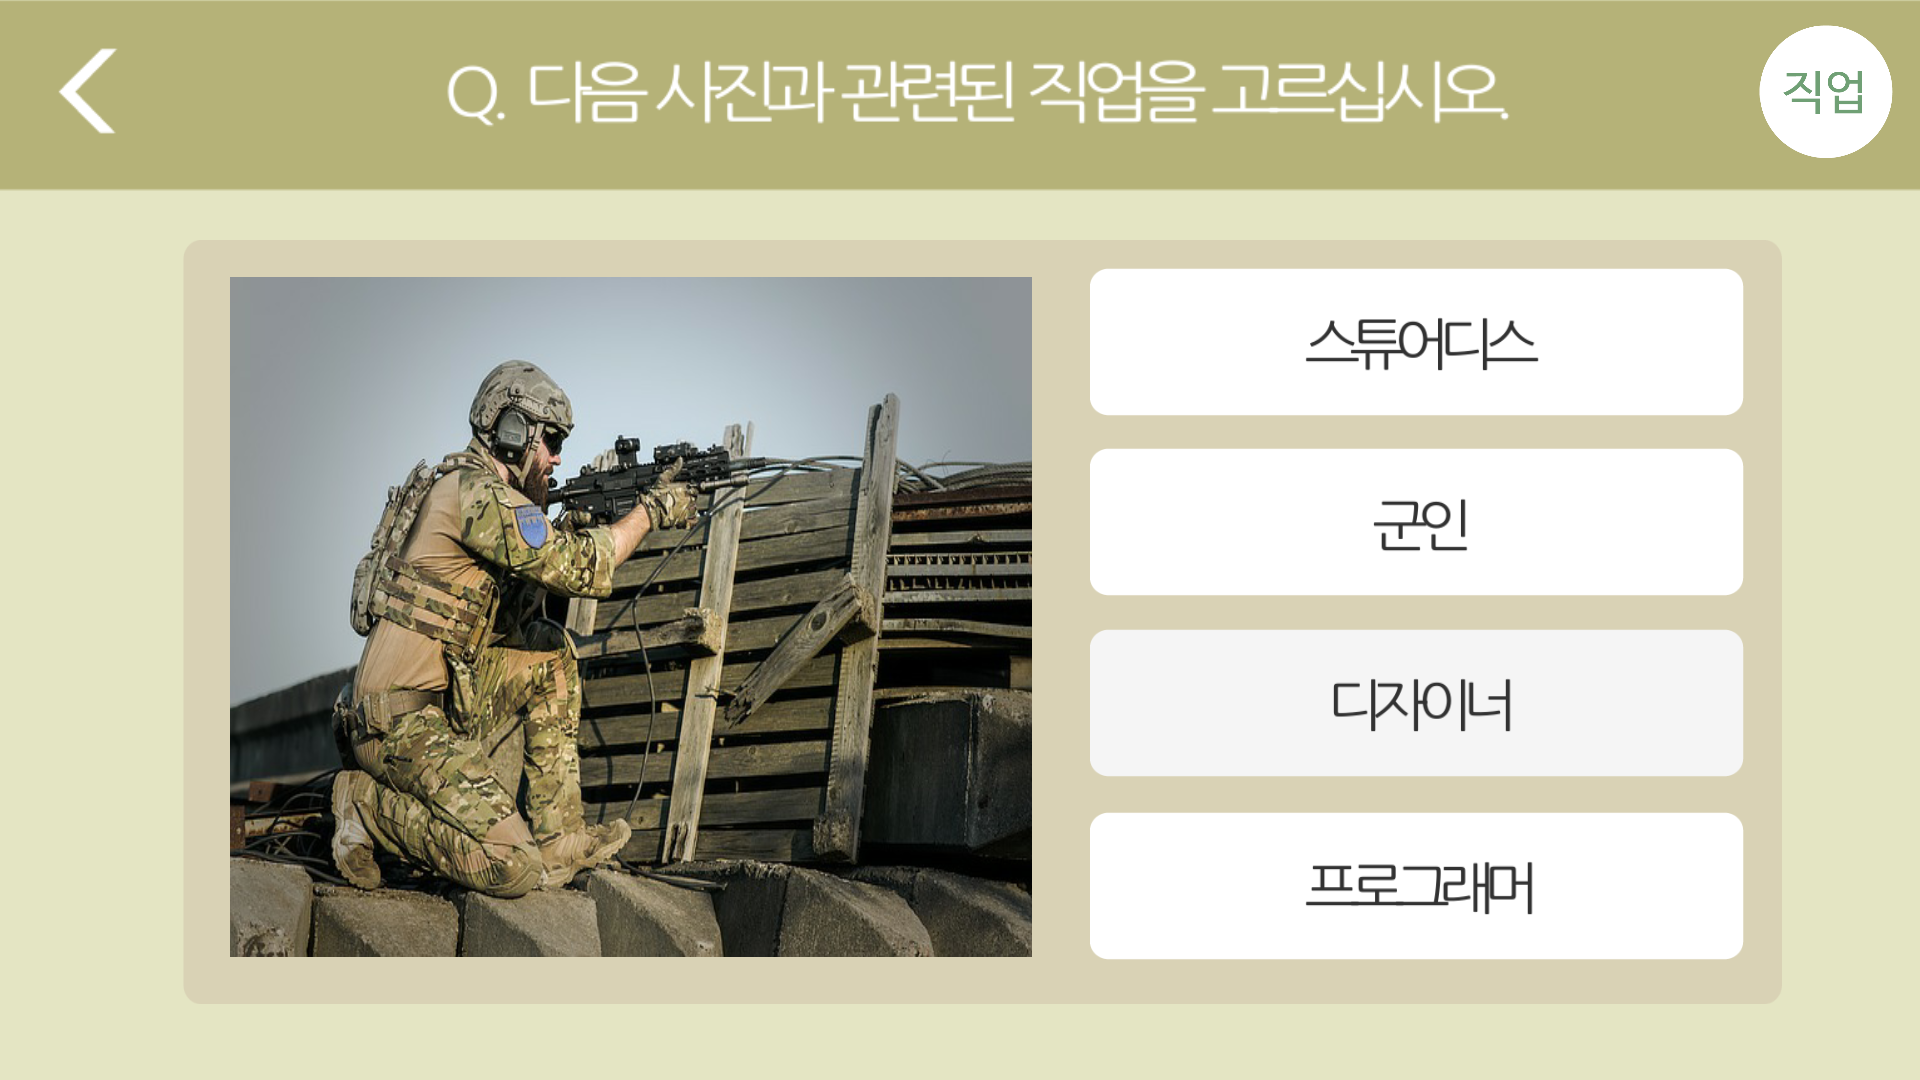 Q. 다음 사진과 관련된 직업을 고르십시오.
직업
스튜어디스
군인
디자이너
프로그래머